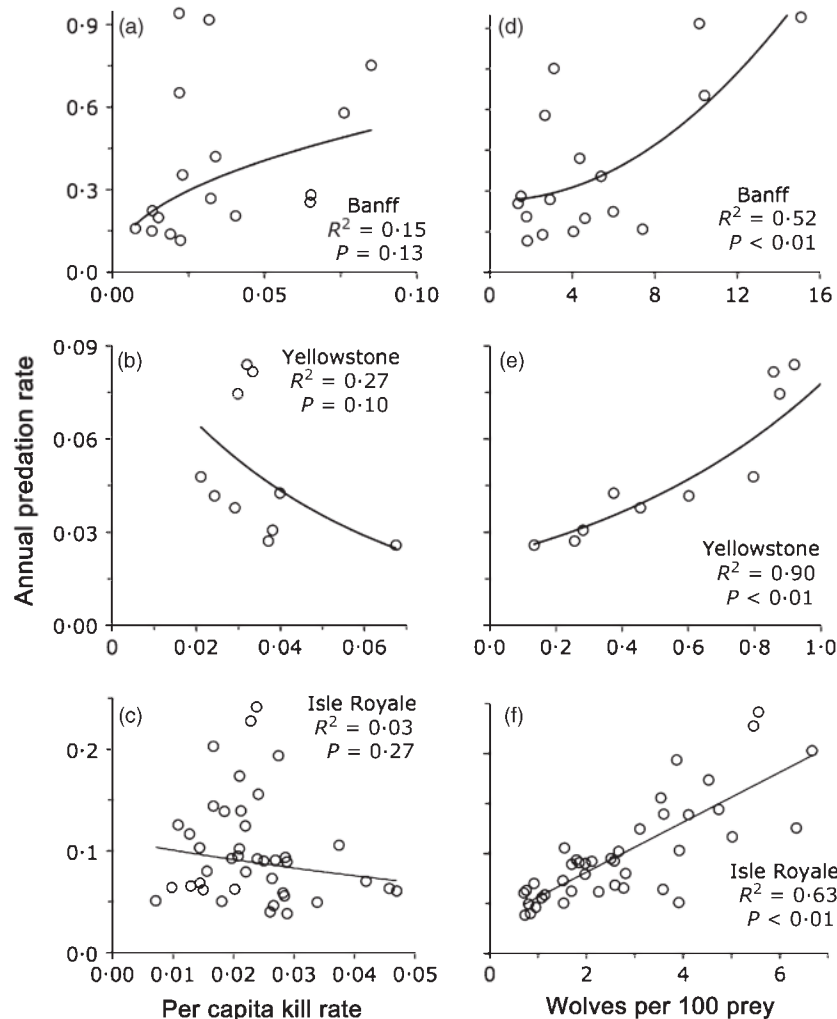 (a)
0·9
0·6
0·3
0·0
0·00
0·05
0·10
Banff
R² = 0·15
P = 0·13
(d)
0
4
8
12
16
Banff
R² = 0·52
P < 0·01
(b)
0·09
0·06
0·03
0·00
0
0·02
0·04
0·06
Yellowstone
R² = 0·27
P = 0·10
(e)
0·0
0·2
0·4
0·6
0·8
1·0
Yellowstone
R² = 0·90
P < 0·01
(c)
0·2
0·1
0·0
0
0·01
0·02
0·03
0·04
0·05
Isle Royale
R² = 0·03
P = 0·27
(f)
0
2
4
6
Isle Royale
R² = 0·63
P < 0·01
Annual predation rate
Per capita kill rate
Wolves per 100 prey